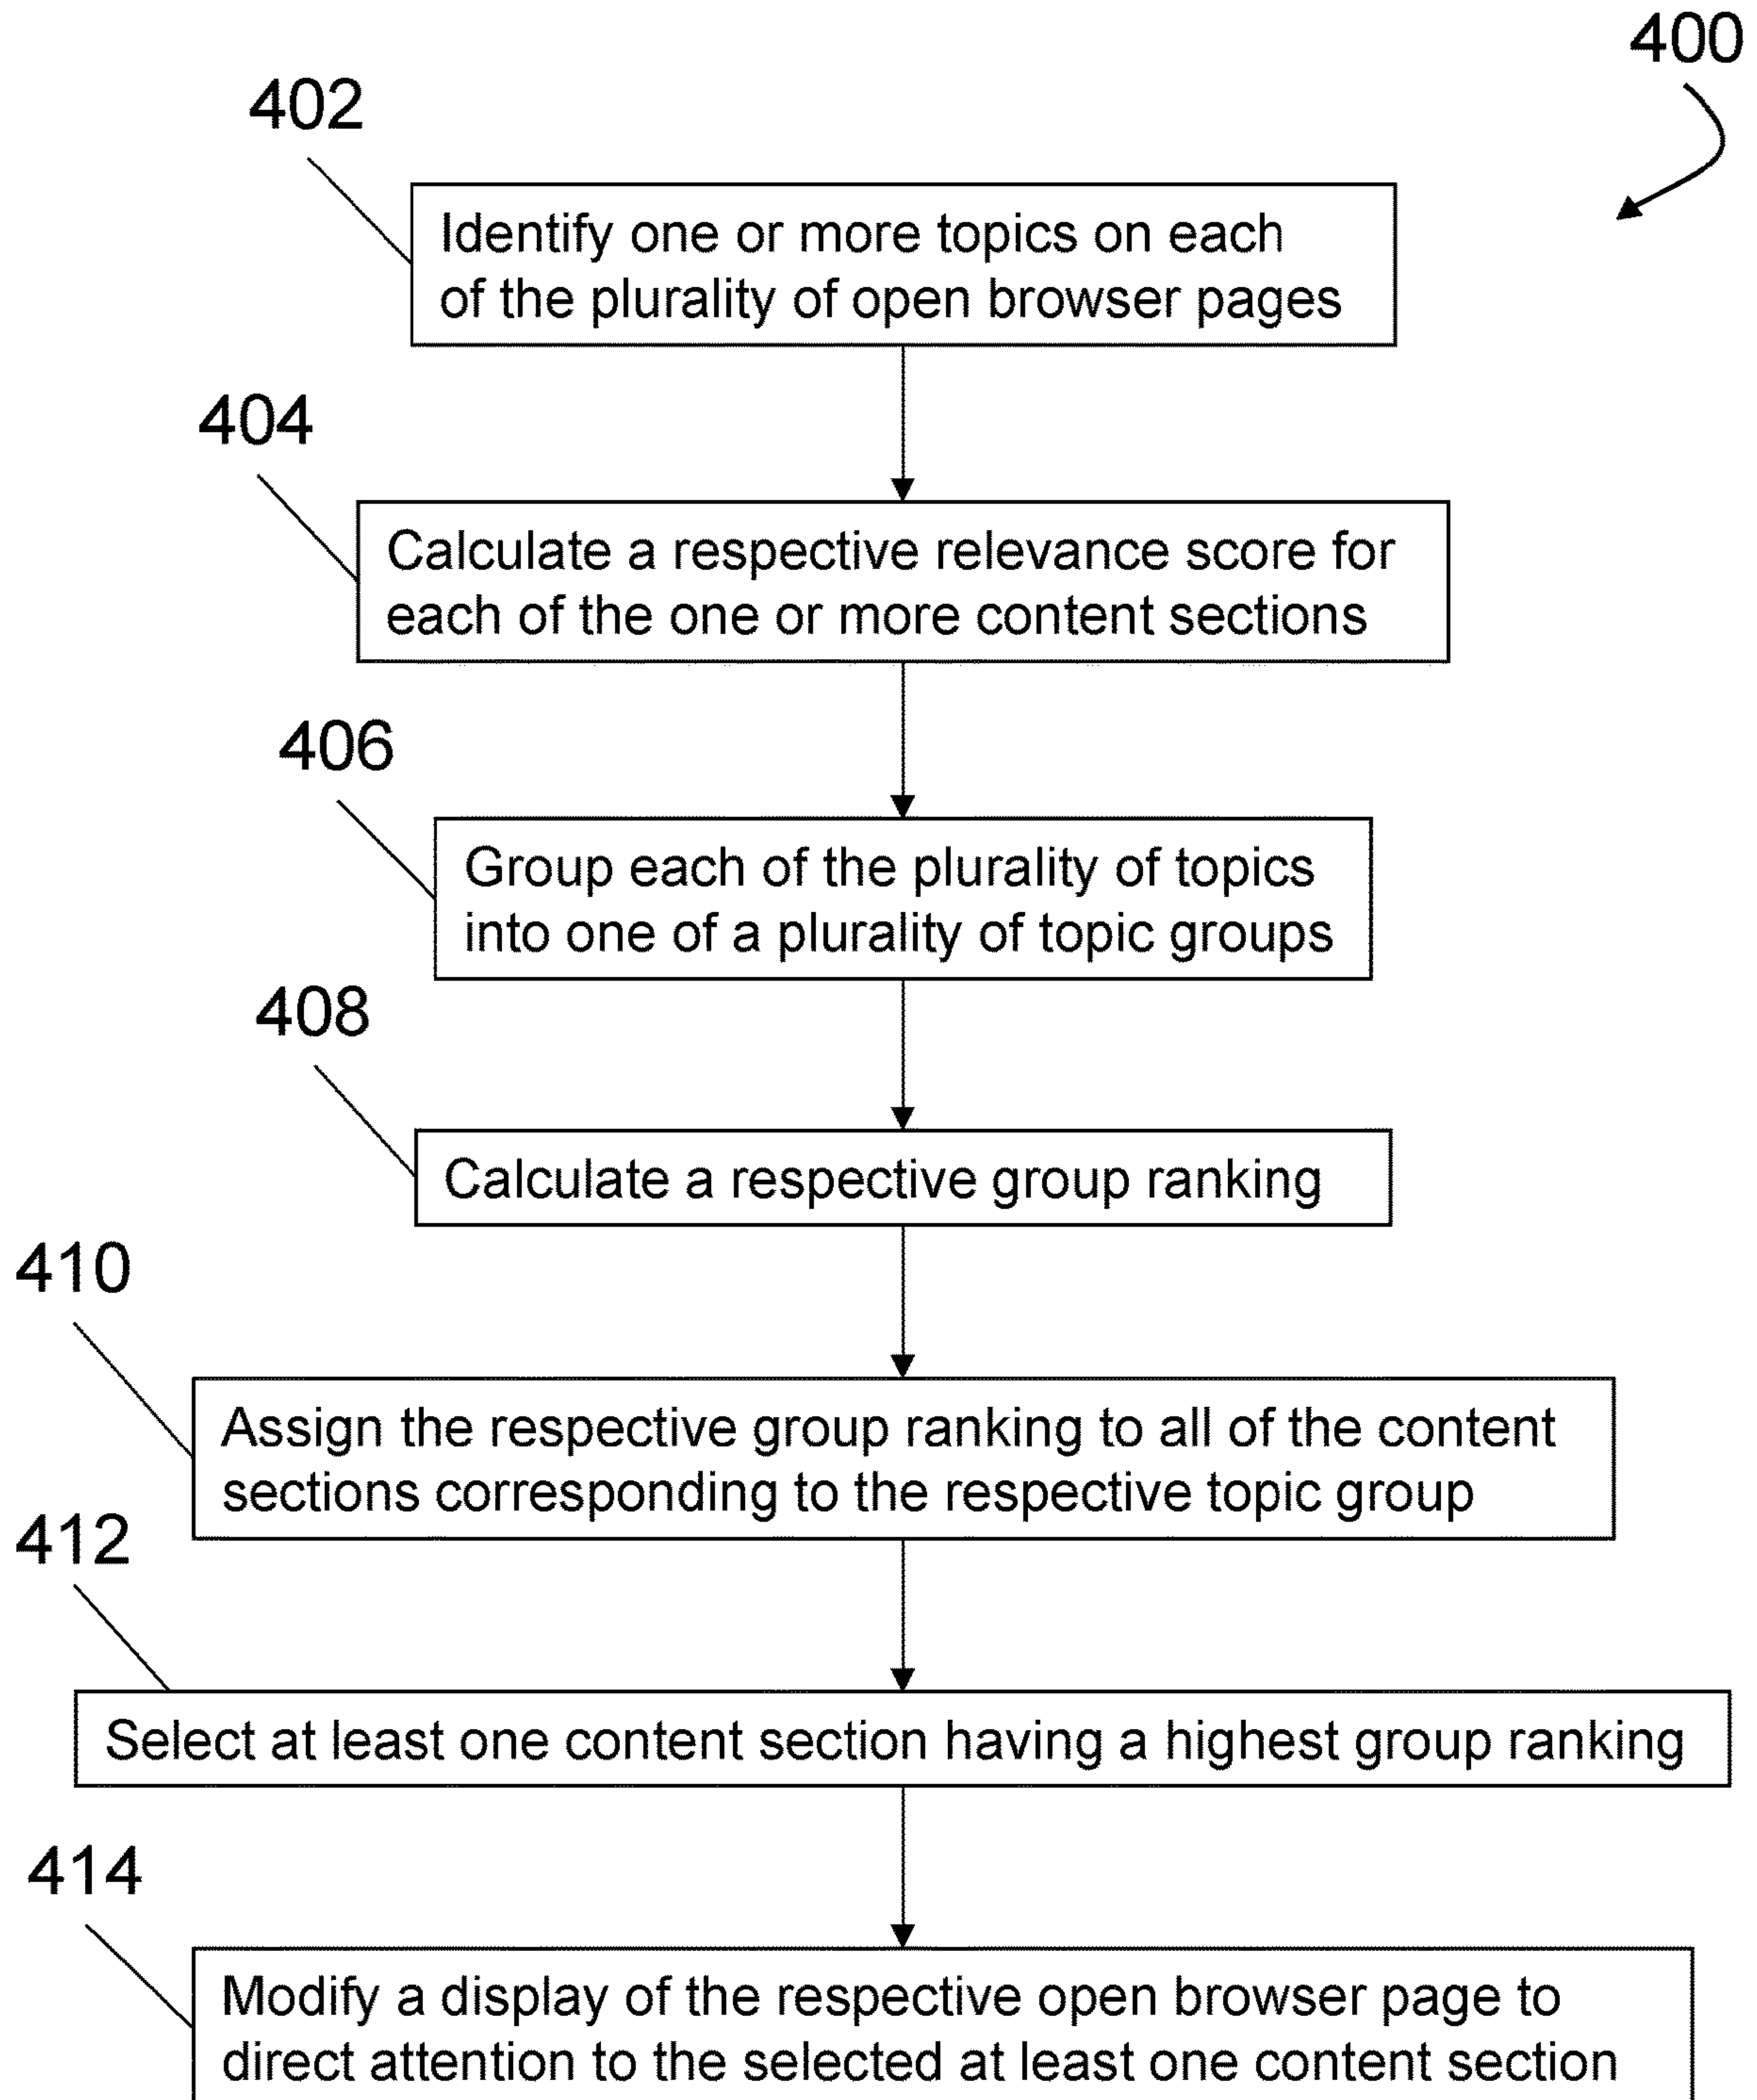 400
402
Identify one or more topics on each
of the plurality of open browser pages
404
Calculate a respective relevance score for
each of the one or more content sections
406
Group each of the plurality of topics
into one of a plurality of topic groups
408
Calculate a respective group ranking
410
Assign the respective group ranking to all of the content
sections corresponding to the respective topic group
412
Select at least one content section having a highest group ranking
414
Modify a display of the respective open browser page to
direct attention to the selected at least one content section